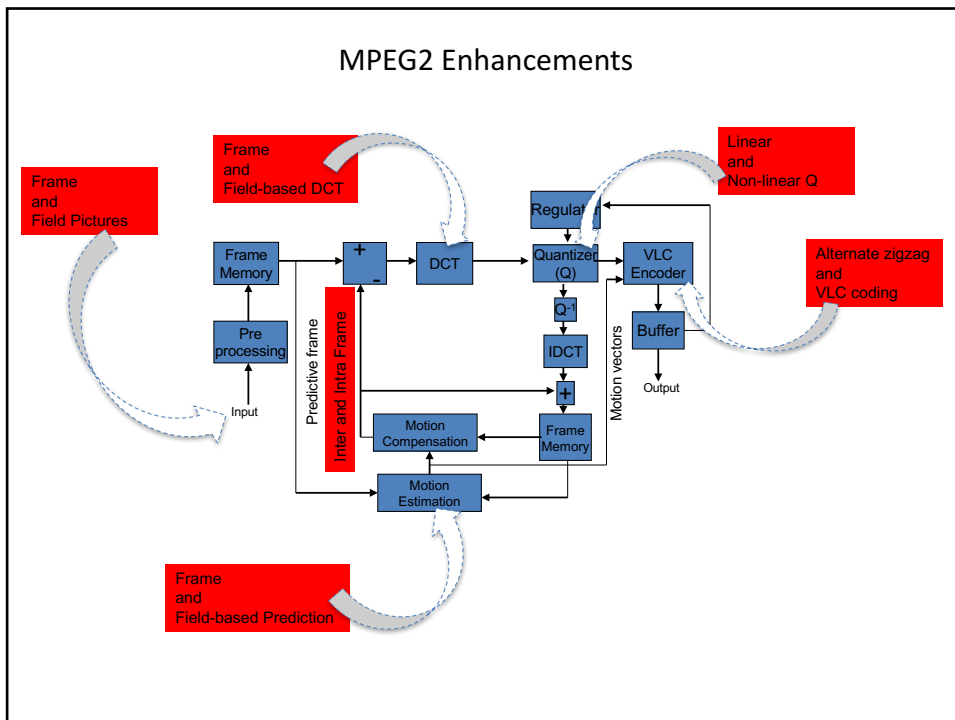 MPEG2 Enhancements
Frame
and
Field-based DCT
Linear
and
Non-linear Q
Frame
and
Field Pictures
Regulator
Frame
Memory
+
-
DCT
Quantizer
(Q)
VLC
Encoder
Alternate zigzag
and
VLC coding
Pre
processing
Q-1
Buffer
IDCT
Input
Predictive frame
Inter and Intra Frame
+
Motion vectors
Output
Motion
Compensation
Frame
Memory
Motion
Estimation
Frame
and
Field-based Prediction